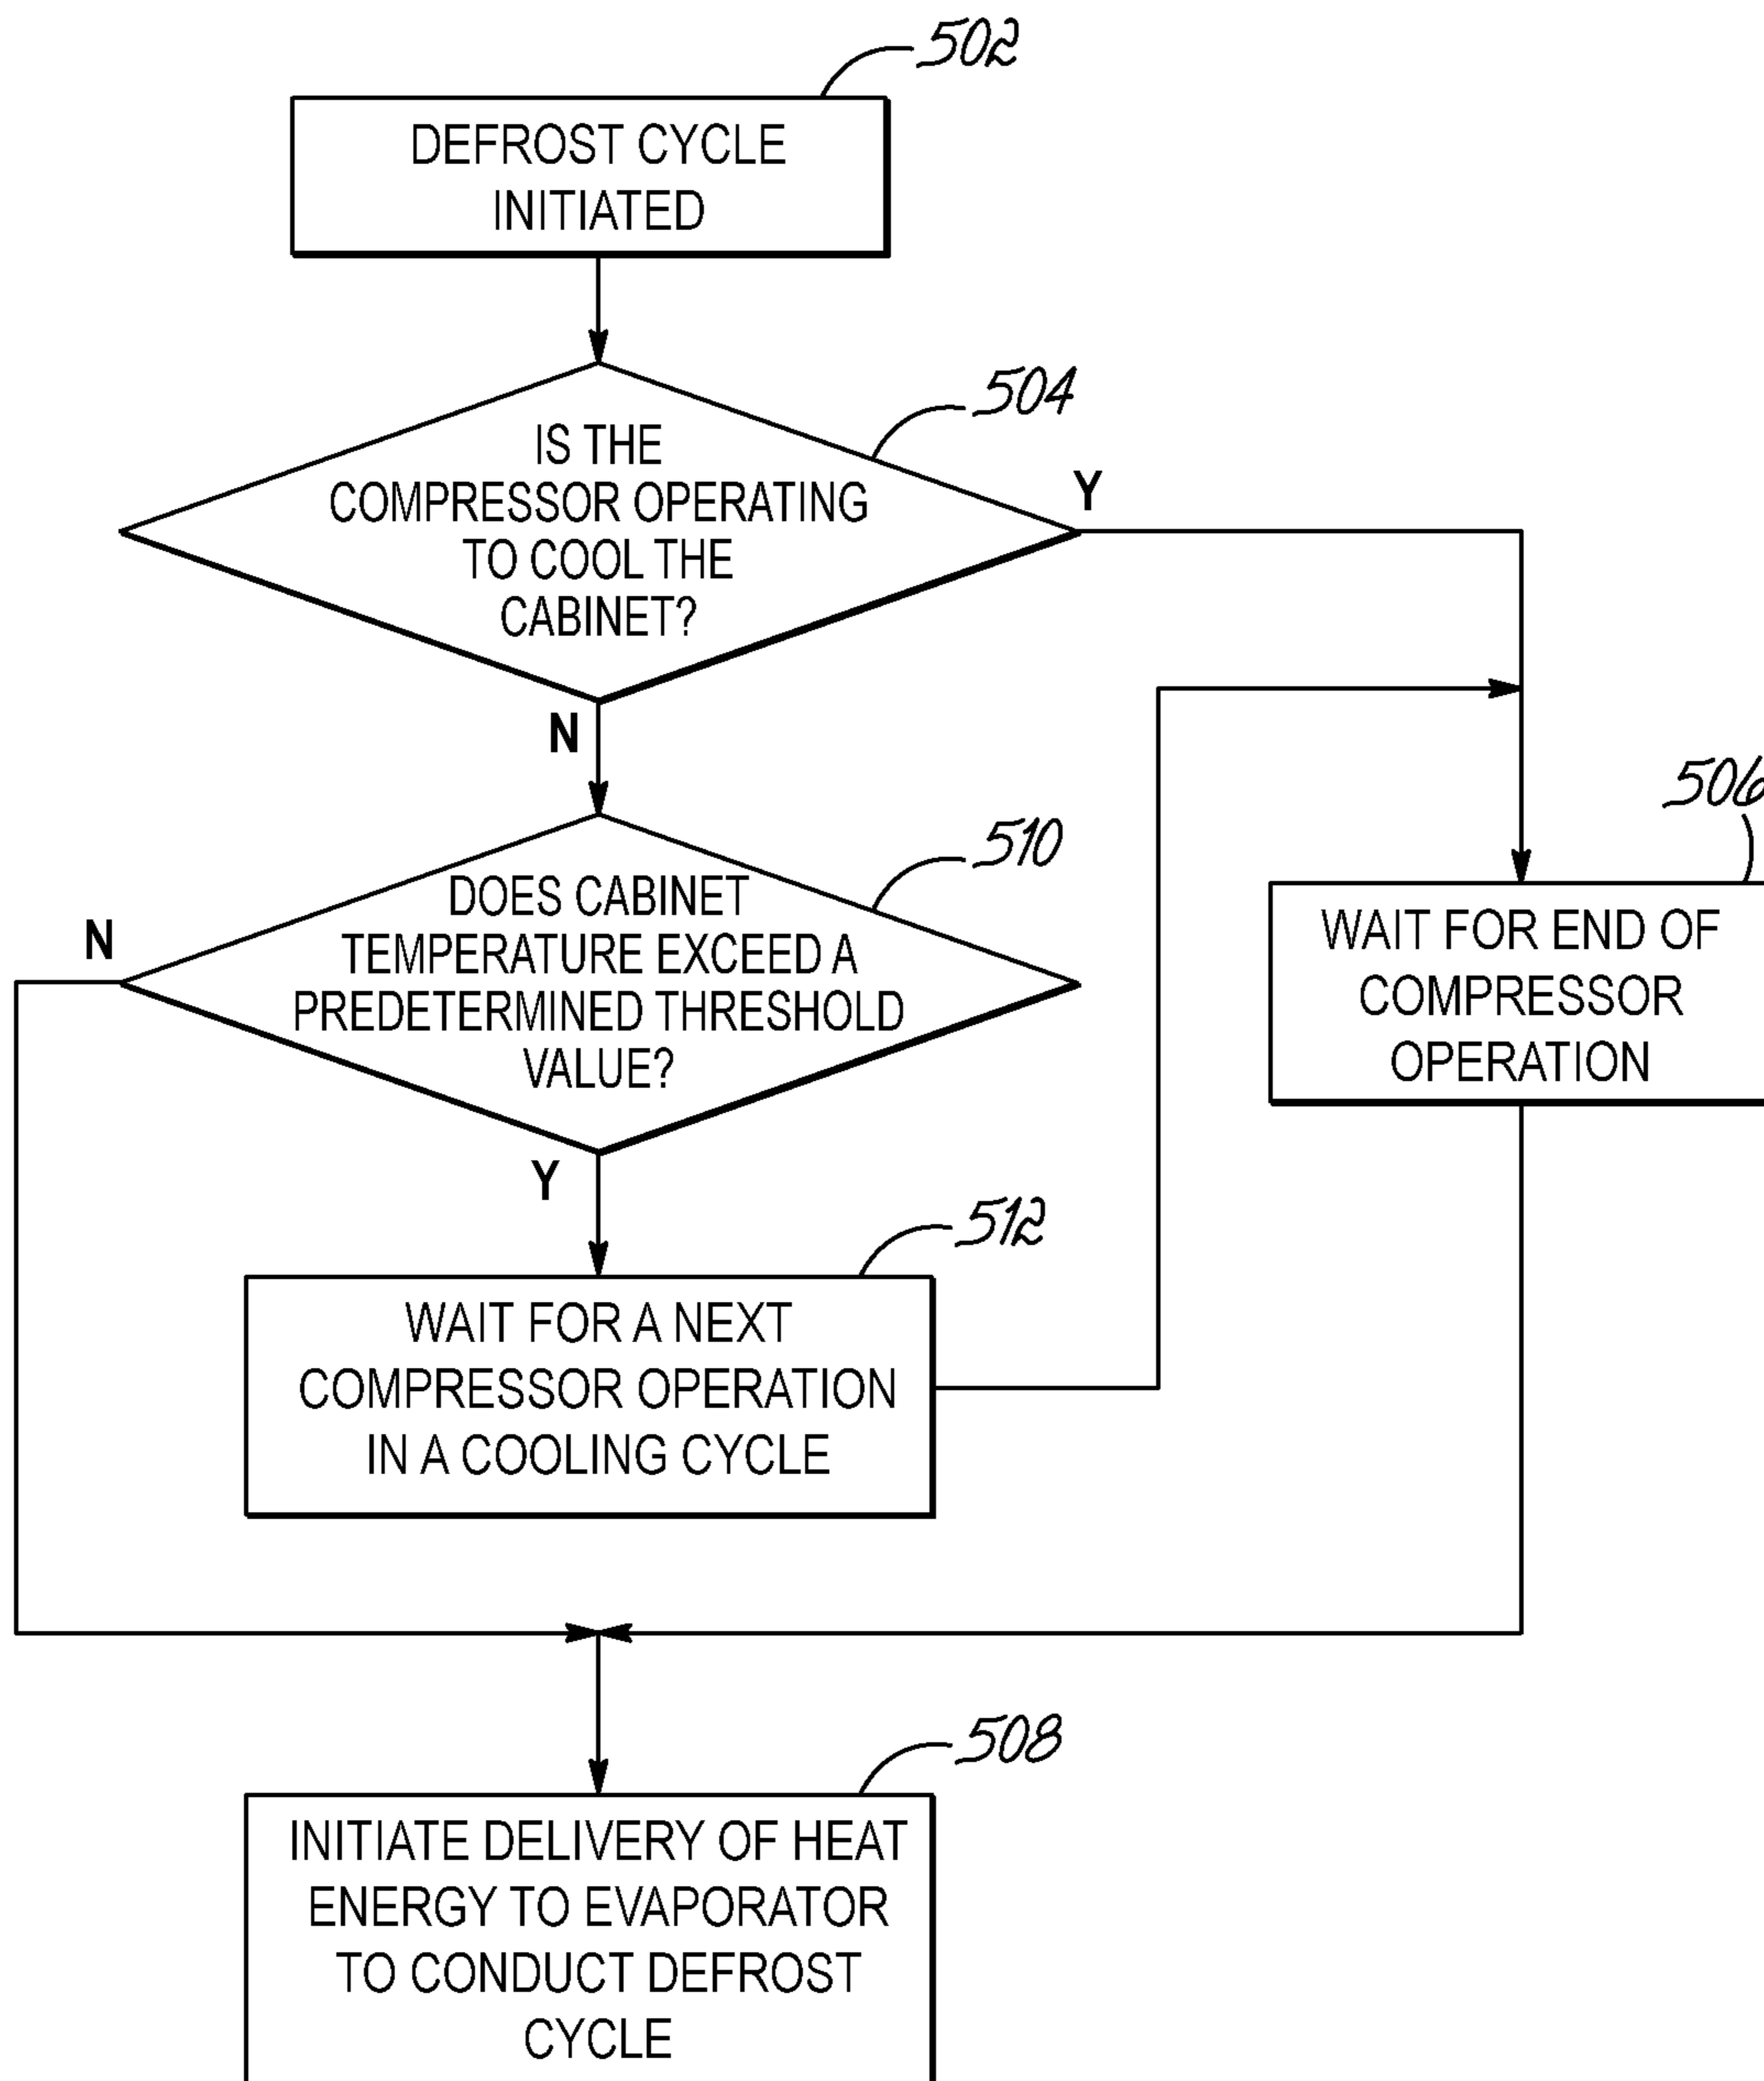 502
DEFROST CYCLE
INITIATED
504
IS THE
COMPRESSOR OPERATING
TO COOL THE
CABINET?
Y
N
506
WAIT FOR END OF
COMPRESSOR
OPERATION
510
DOES CABINET
TEMPERATURE EXCEED A
PREDETERMINED THRESHOLD
VALUE?
N
Y
512
WAIT FOR A NEXT
COMPRESSOR OPERATION
IN A COOLING CYCLE
508
INITIATE DELIVERY OF HEAT
ENERGY TO EVAPORATOR
TO CONDUCT DEFROST
CYCLE